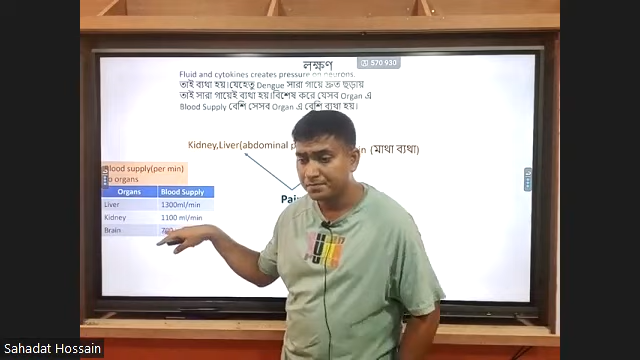 লক্ষণ
570 930
Fluid and cytokines creates pressure on neurons.
তাই ব্যথা হয়।যেহেতু Dengue সারা গায়ে দ্রুত ছড়ায়
তাই সারা গায়েই ব্যথা হয়।বিশেষ করে যেসব Organ এ
Blood Supply বেশি সেসব Organ এ বেশি ব্যথা হয়।
Kidney,Liver(abdominal (মাথা ব্যথা)
Blood supply(per min)
to organs
Organs Blood Supply
Liver 1300ml/min
Kidney 1100 ml/min
Brain
Sahadat Hossain